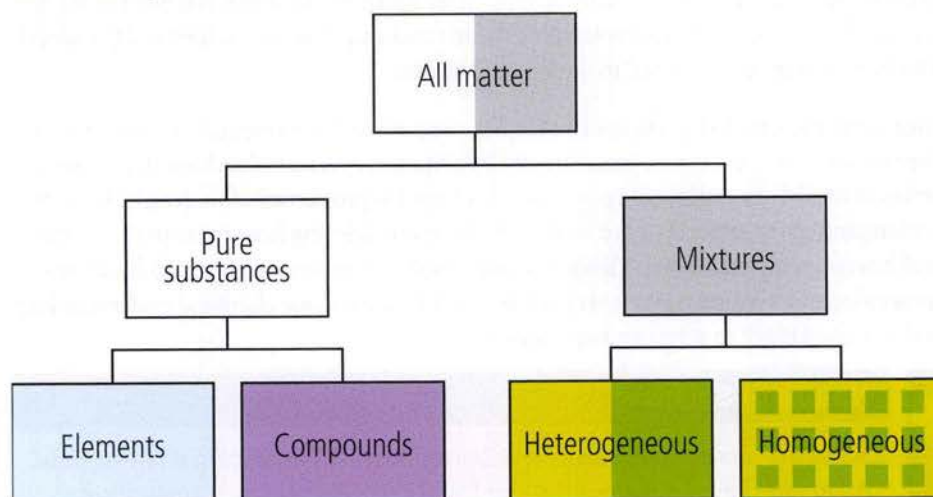 All matter
Pure
substances
Mixtures
Elements
Compounds
Heterogeneous
Homogeneous